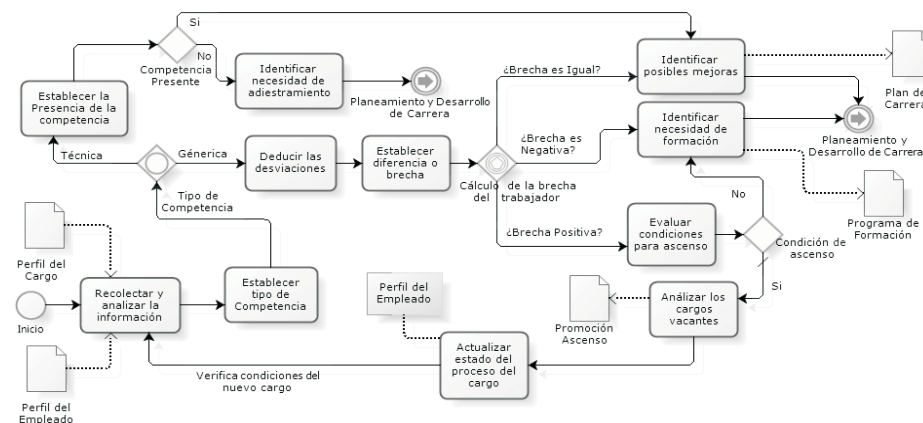 Si
No
Competencia
Presente
Identificar
necesidad de
adiestramiento
Planeamiento y Desarrollo
de Carrera
Establecer la
Presencia de la
competencia
Técnica
Génerica
Tipo de
Competencia
Deducir las
desviaciones
Establecer
diferencia o
brecha
Cálculo de la brecha
del trabajador
¿Brecha es Igual?
¿Brecha es
Negativa?
¿Brecha Positiva?
Identificar
posibles mejoras
Plan de
Carrera
Identificar
necesidad de
formación
Planeamiento y
Desarrollo de Carrera
Programa de
Formación
Evaluar
condiciones
para ascenso
No
Condición de
ascenso
Si
Análizar los
cargos
vacantes
Promoción
Ascenso
Perfil del
Cargo
Inicio
Recolectar y
analizar la
información
Establecer
tipo de
Competencia
Perfil del
Empleado
Perfil del
Empleado
Actualizar
estado del
proceso del
cargo
Verifica condiciones del
nuevo cargo